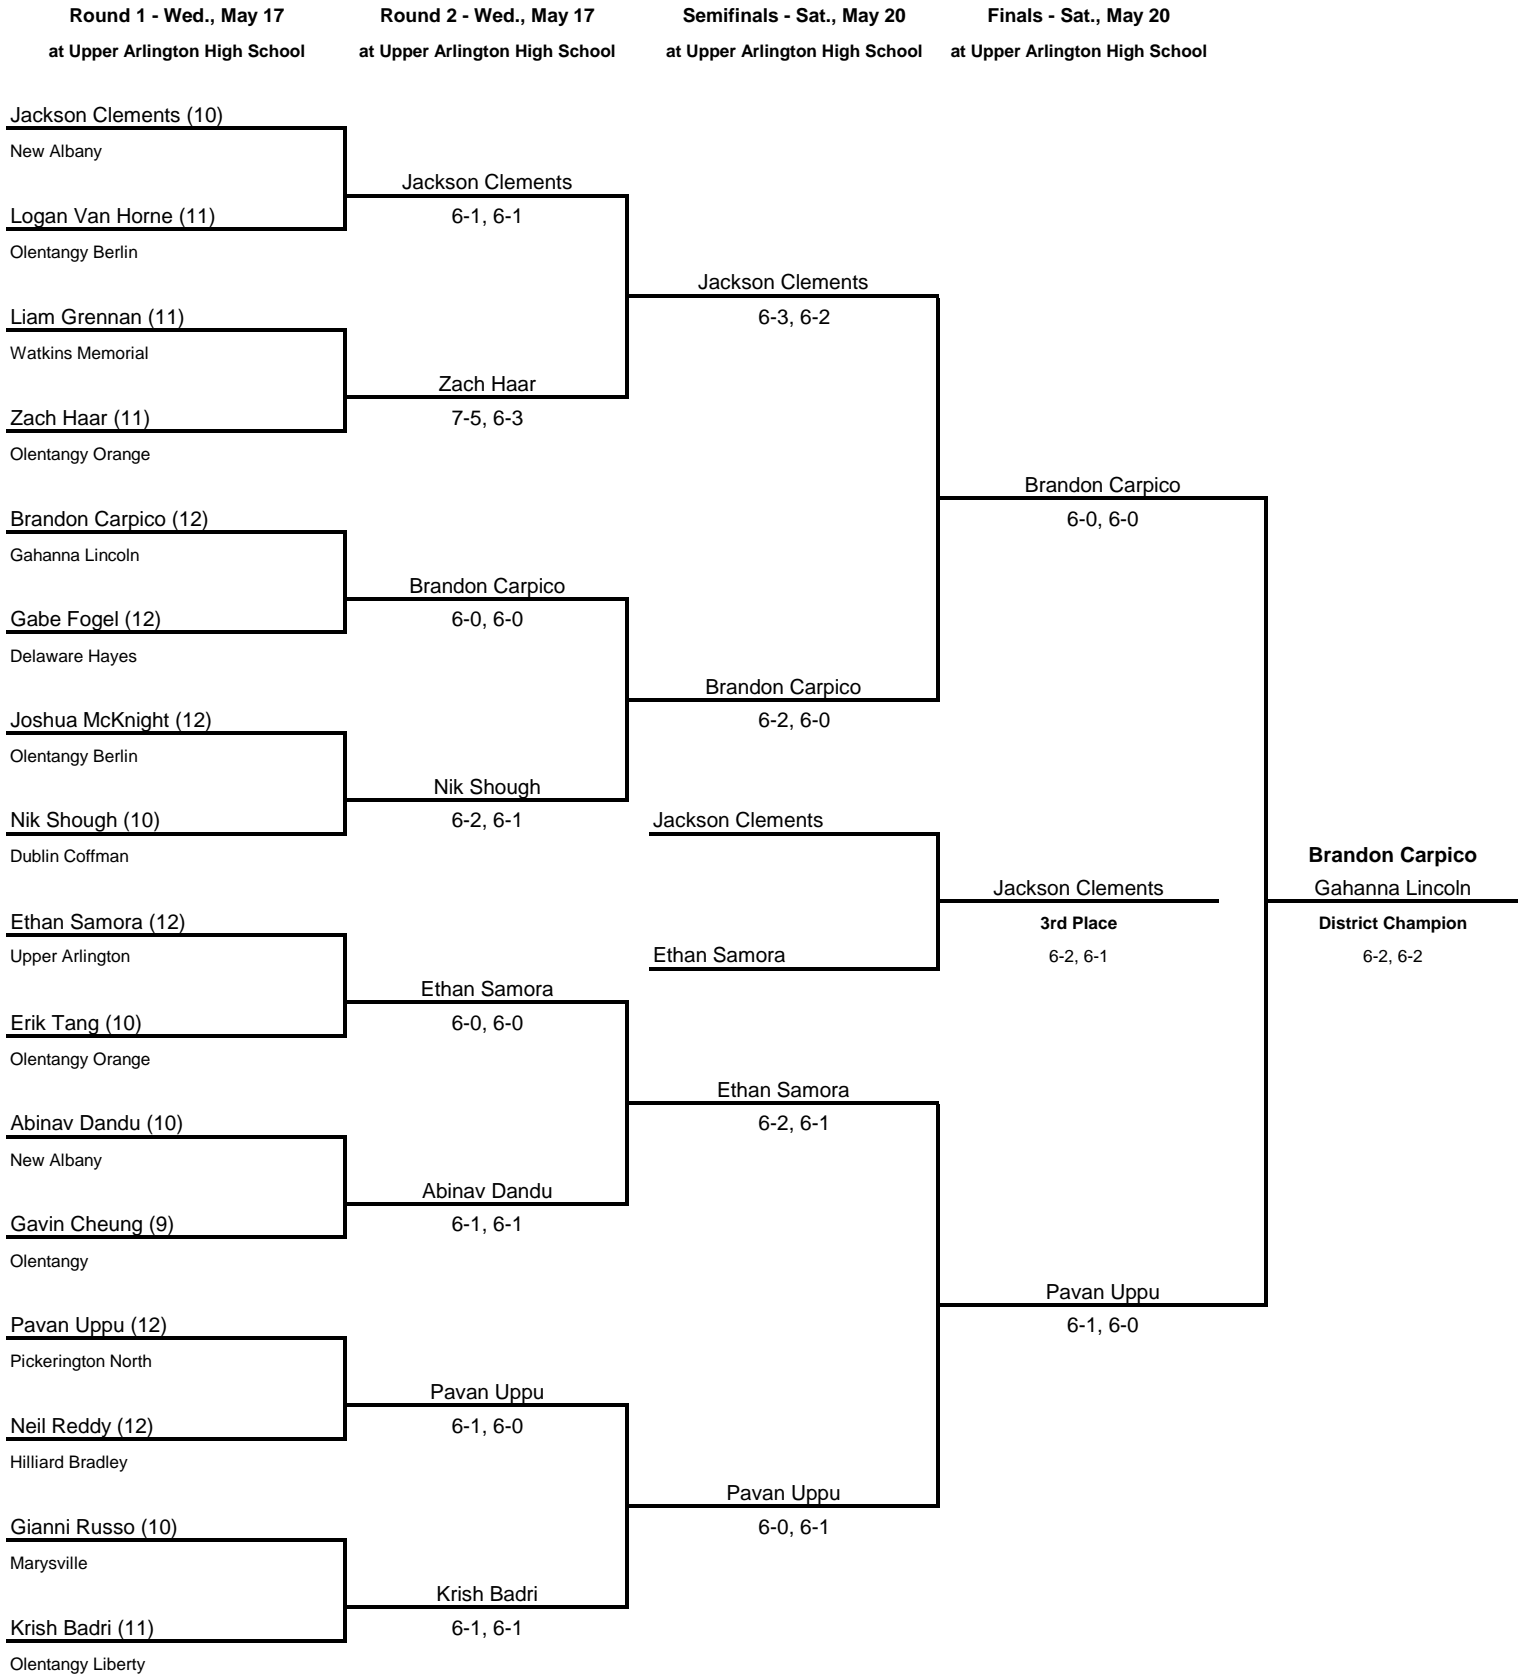 Round 1 - Wed., May 17
at Upper Arlington High School
Round 2 - Wed., May 17
at Upper Arlington High School
Semifinals - Sat., May 20
at Upper Arlington High School
Finals - Sat., May 20
at Upper Arlington High School
Jackson Clements (10)
New Albany
Logan Van Horne (11)
Olentangy Berlin
Liam Grennan (11)
Watkins Memorial
Zach Haar (11)
Olentangy Orange
Brandon Carpico (12)
Gahanna Lincoln
Gabe Fogel (12)
Delaware Hayes
Joshua McKnight (12)
Olentangy Berlin
Nik Shough (10)
Dublin Coffman
Ethan Samora (12)
Upper Arlington
Erik Tang (10)
Olentangy Orange
Abinav Dandu (10)
New Albany
Gavin Cheung (9)
Olentangy
Pavan Uppu (12)
Pickerington North
Neil Reddy (12)
Hilliard Bradley
Gianni Russo (10)
Marysville
Krish Badri (11)
Olentangy Liberty
Jackson Clements
6-1, 6-1
Zach Haar
7-5, 6-3
Brandon Carpico
6-0, 6-0
Nik Shough
6-2, 6-1
Ethan Samora
6-0, 6-0
Abinav Dandu
6-1, 6-1
Pavan Uppu
6-1, 6-0
Krish Badri
6-1, 6-1
Jackson Clements
6-3, 6-2
Brandon Carpico
6-2, 6-0
Jackson Clements
Ethan Samora
Ethan Samora
6-2, 6-1
Pavan Uppu
6-0, 6-1
Brandon Carpico
6-0, 6-0
Jackson Clements
3rd Place
6-2, 6-1
Pavan Uppu
6-1, 6-0
Brandon Carpico
Gahanna Lincoln
District Champion
6-2, 6-2